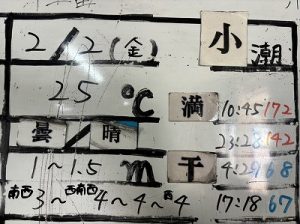 2/2(金) 小潮
25 ℃ 満 10:45 172
曇/晴 23:28 142
1～1.5 m 干 4:29 68
南西3～西南西4～4～西4 17:18 67